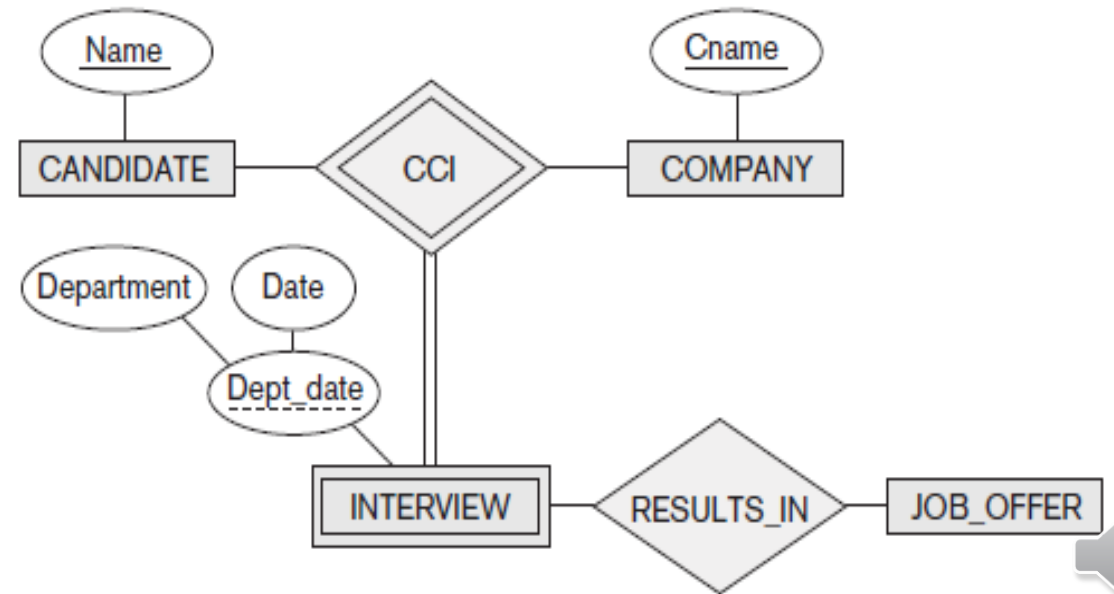 Name
Cname
CANDIDATE
CCI
COMPANY
Department
Date
Dept_date
INTERVIEW
RESULTS_IN
JOB_OFFER